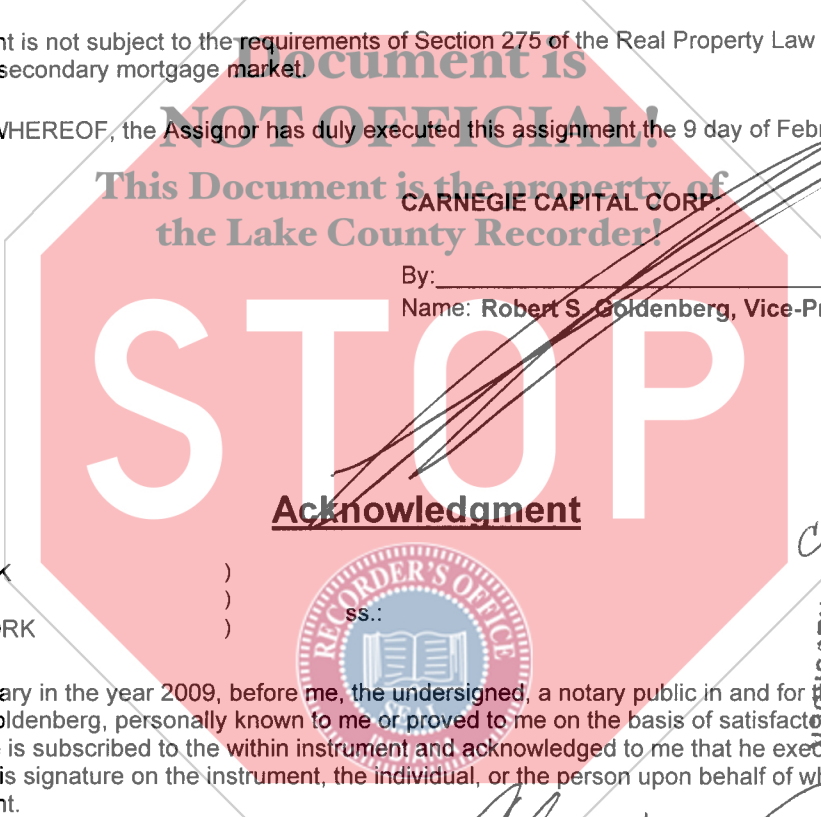 nt is not subject to the requirements of Section 275 of the Real Property Law
secondary mortgage market.
Document is
WHEREOF, the Assignor has duly executed this assignment the 9 day of Febr
NOT OFFICIAL!
This Document is the property of
CARNEGIE CAPITAL CORP.
the Lake County Recorder!
By:
Name: Robert S. Goldenberg, Vice-Pr
STOP
Acknowledgment
K )
)
ss.:
ORK )
RECORDER'S OFFICE
SEAL
INDIANA
ary in the year 2009, before me, the undersigned, a notary public in and for
oldenberg, personally known to me or proved to me on the basis of satisfacto
e is subscribed to the within instrument and acknowledged to me that he exec
is signature on the instrument, the individual, or the person upon behalf of wh
nt.